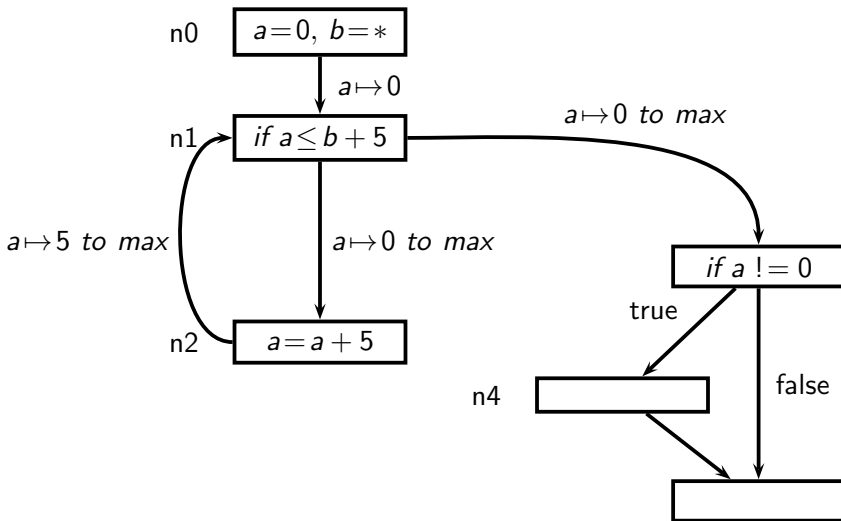 n0
a=0, b=*
a↦0
n1
if a≤b + 5
a↦0 to max
a↦5 to max
a↦0 to max
if a != 0
true
n2
a=a + 5
n4
false